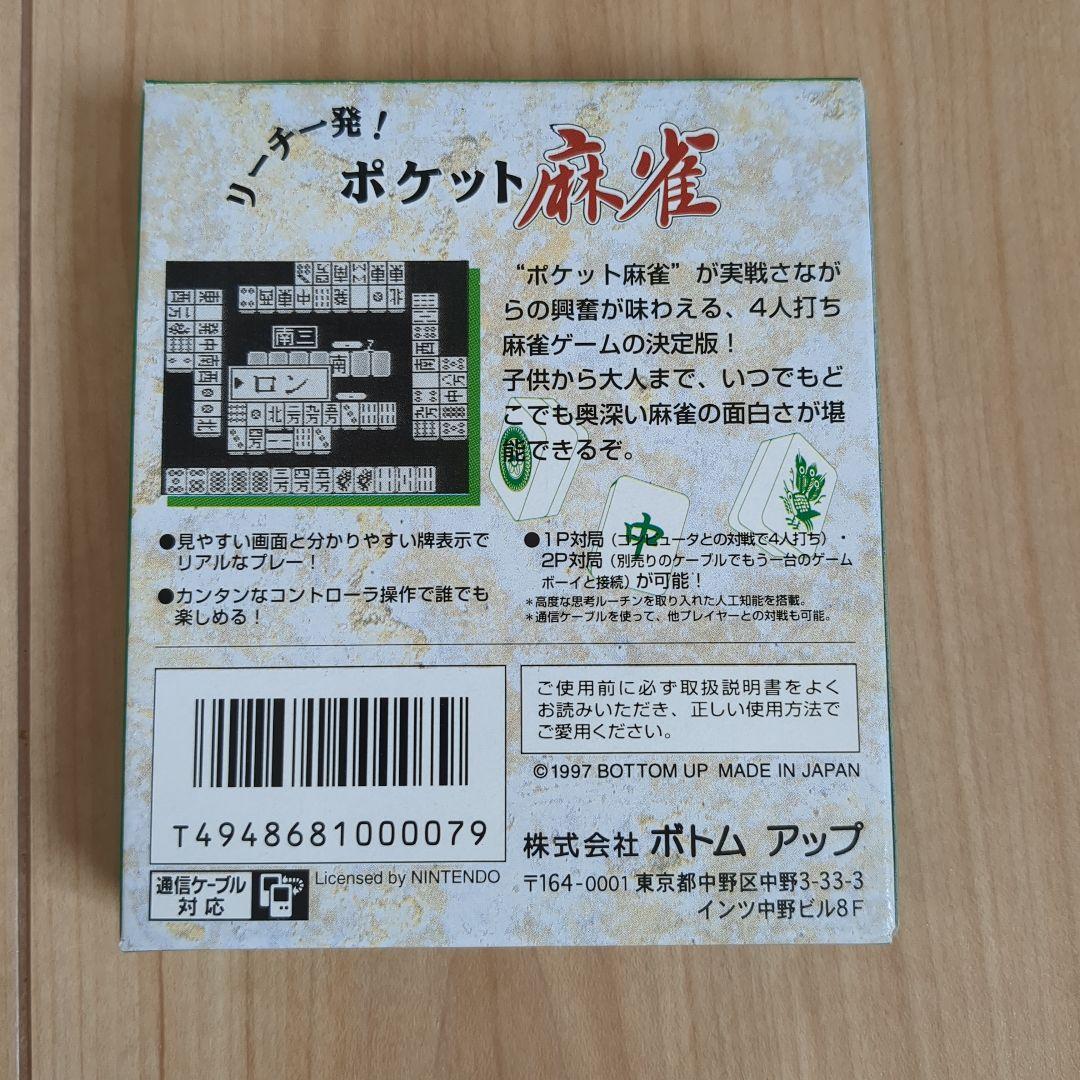 リーチ一発！
ポケット麻雀
“ポケット麻雀”が実戦さなが
らの興奮が味わえる、4人打ち
麻雀ゲームの決定版！
子供から大人まで、いつでもど
こでも奥深い麻雀の面白さが堪
能できるぞ。
南三
ロン
中
●見やすい画面と分かりやすい牌表示で
リアルなプレー！
●カンタンなコントローラ操作で誰でも
楽しめる！
●1P対局（コンピュータとの対戦で4人打ち）・
2P対局（別売りのケーブルでもう一台のゲーム
ボーイと接続）が可能！
＊高度な思考ルーチンを取り入れた人工知能を搭載。
＊通信ケーブルを使って、他プレイヤーとの対戦も可能。
T4948681000079
通信ケーブル
対応
Licensed by NINTENDO
ご使用前に必ず取扱説明書をよく
お読みいただき、正しい使用方法で
ご愛用ください。
©1997 BOTTOM UP MADE IN JAPAN
株式会社 ボトム アップ
〒164-0001 東京都中野区中野3-33-3
インツ中野ビル8F